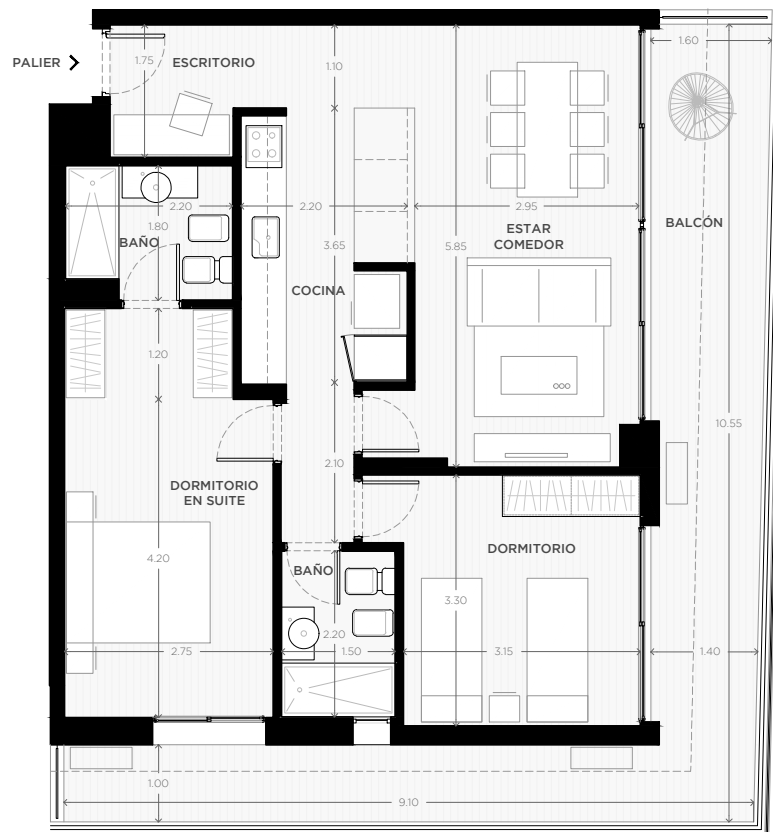 PALIER
1.75
ESCRITORIO
1.10
1.60
2.20
1.80
BAÑO
2.20
3.65
2.95
5.85
ESTAR
COMEDOR
BALCÓN
COCINA
1.20
10.55
2.10
DORMITORIO
EN SUITE
4.20
DORMITORIO
BAÑO
3.30
2.20
2.75
1.50
3.15
1.40
1.00
9.10